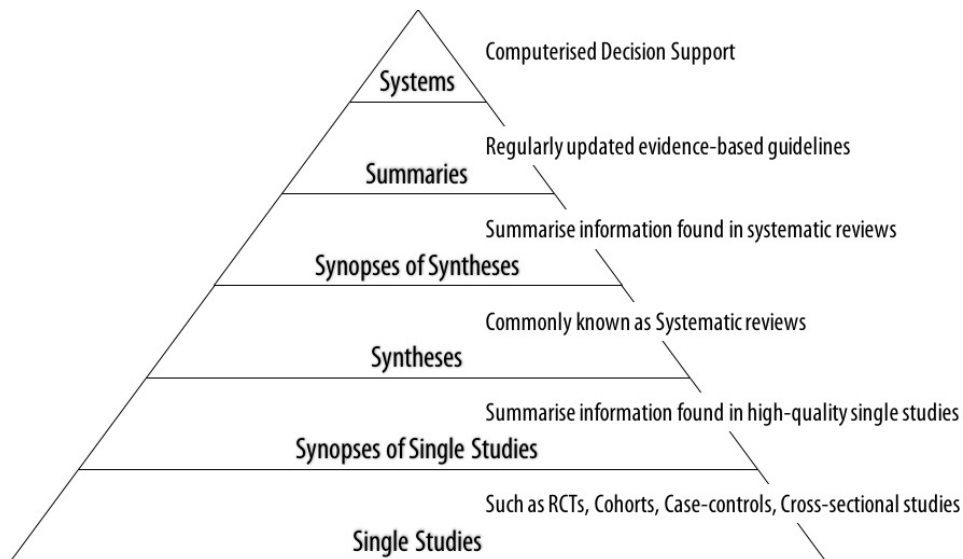 Computerised Decision Support
Systems
Regularly updated evidence-based guidelines
Summaries
Summarise information found in systematic reviews
Synopses of Syntheses
Commonly known as Systematic reviews
Syntheses
Summarise information found in high-quality single studies
Synopses of Single Studies
Such as RCTs, Cohorts, Case-controls, Cross-sectional studies
Single Studies